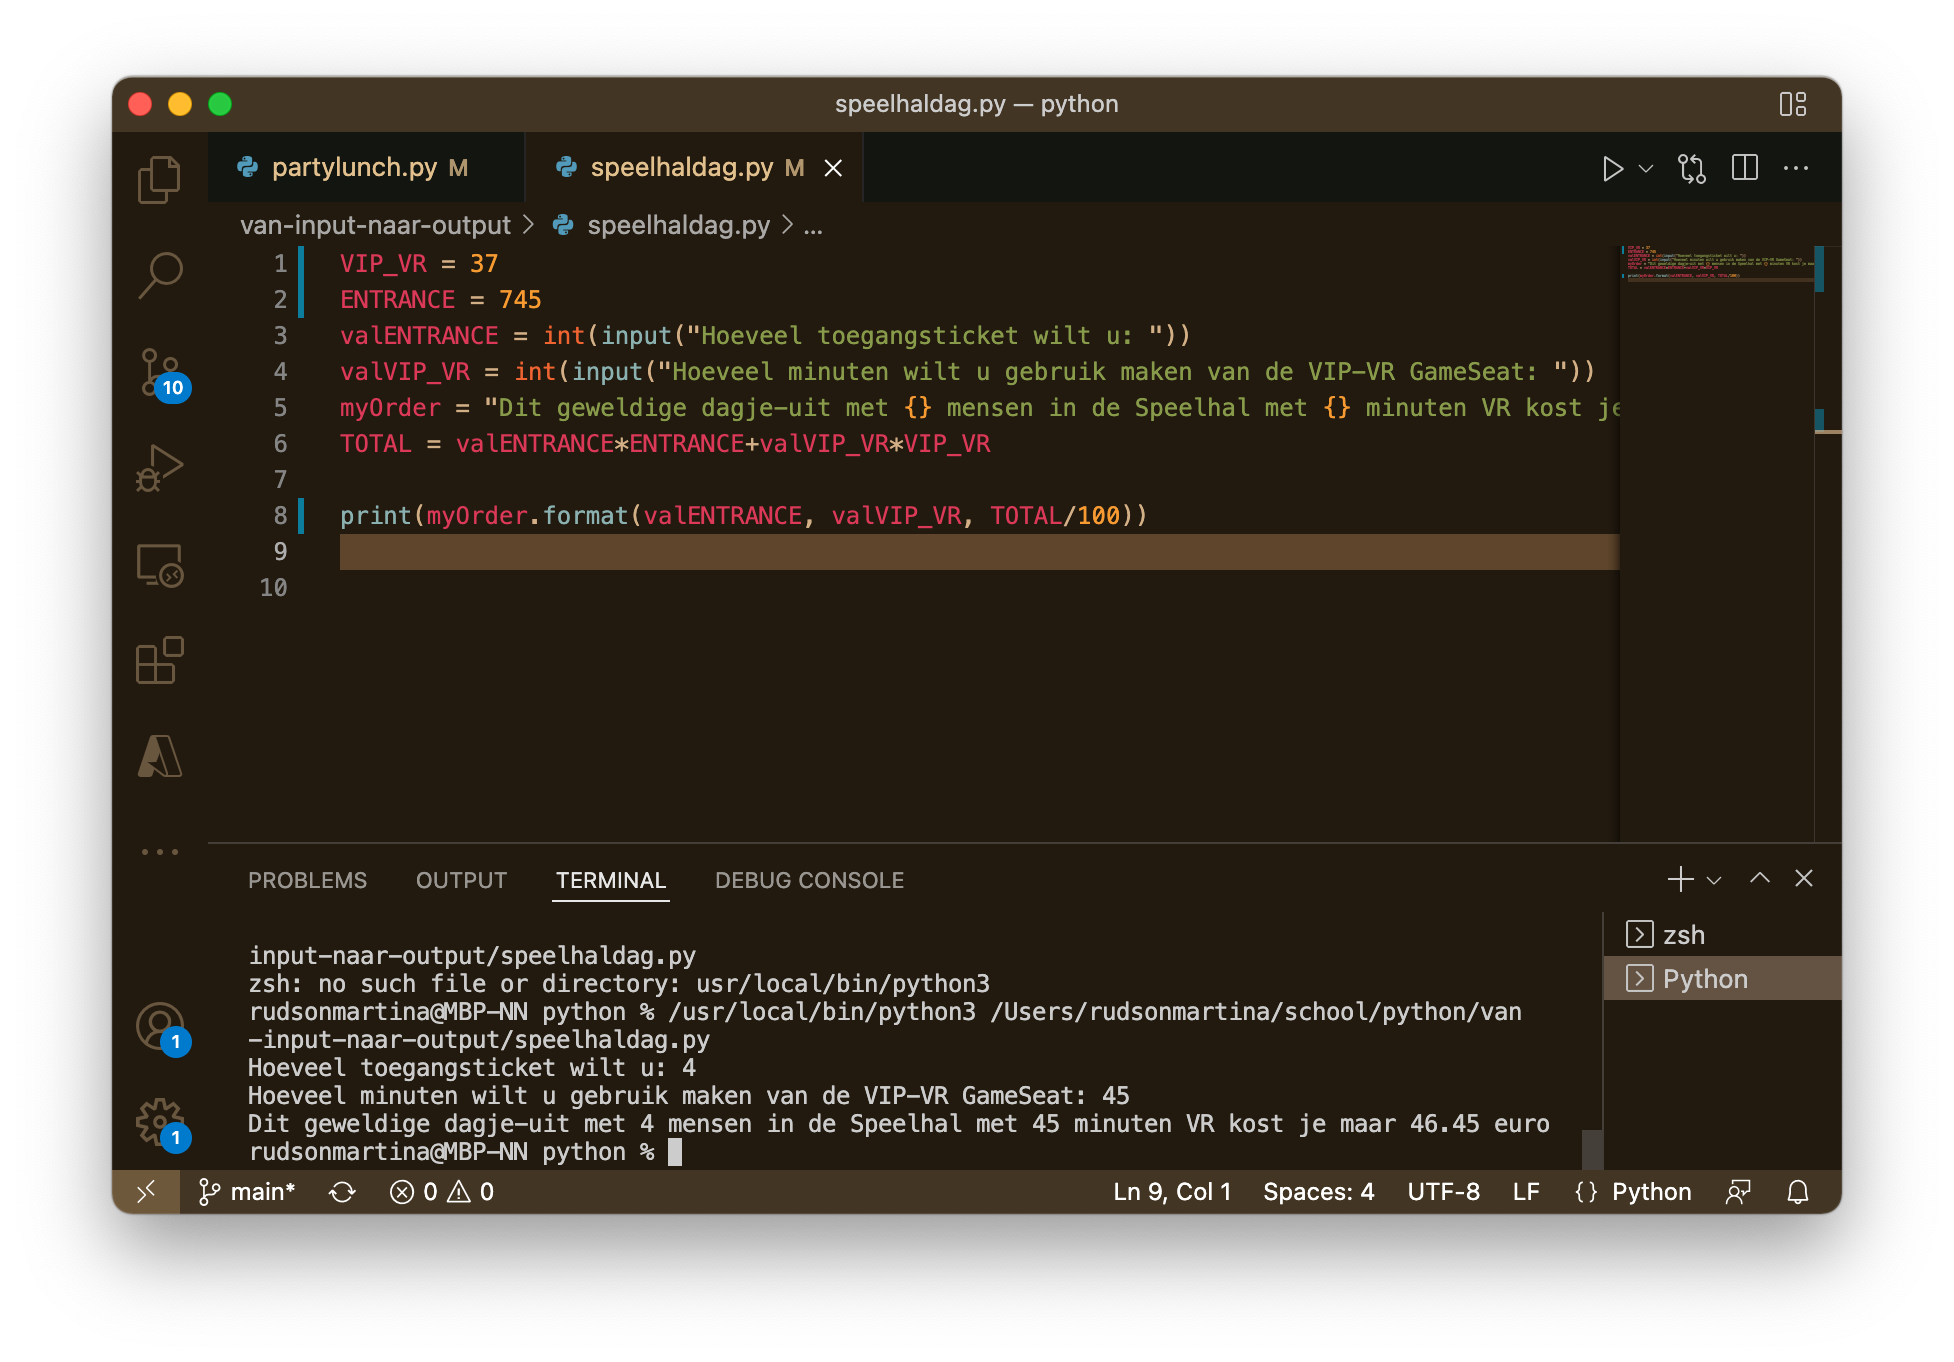 speelhaldag.py — python
partylunch.py M
speelhaldag.py M
van-input-naar-output > speelhaldag.py > ...
1 VIP_VR = 37
2 ENTRANCE = 745
3 valENTRANCE = int(input("Hoeveel toegangsticket wilt u: "))
4 valVIP_VR = int(input("Hoeveel minuten wilt u gebruik maken van de VIP-VR GameSeat: "))
5 myOrder = "Dit geweldige dagje-uit met {} mensen in de Speelhal met {} minuten VR kost je
6 TOTAL = valENTRANCE*ENTRANCE+valVIP_VR*VIP_VR
7
8 print(myOrder.format(valENTRANCE, valVIP_VR, TOTAL/100))
9
10
10
1
1
PROBLEMS OUTPUT TERMINAL DEBUG CONSOLE
zsh
Python
input-naar-output/speelhaldag.py
zsh: no such file or directory: usr/local/bin/python3
rudsonmartina@MBP-NN python % /usr/local/bin/python3 /Users/rudsonmartina/school/python/van
-input-naar-output/speelhaldag.py
Hoeveel toegangsticket wilt u: 4
Hoeveel minuten wilt u gebruik maken van de VIP-VR GameSeat: 45
Dit geweldige dagje-uit met 4 mensen in de Speelhal met 45 minuten VR kost je maar 46.45 euro
rudsonmartina@MBP-NN python %
main* 0 0 Ln 9, Col 1 Spaces: 4 UTF-8 LF {} Python